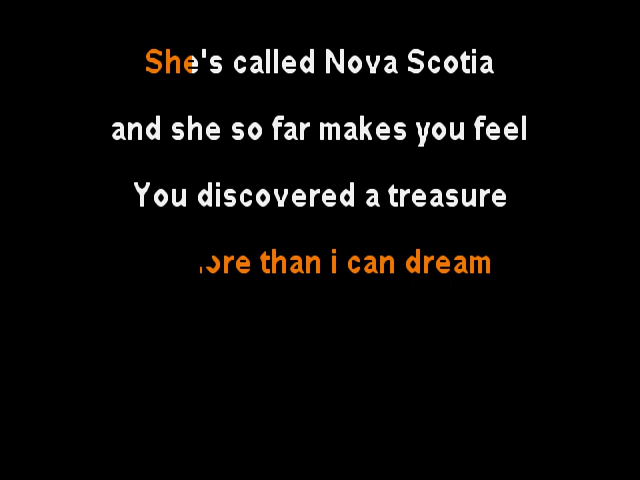 She's called Nova Scotia
and she so far makes you feel
You discovered a treasure
ore than i can dream